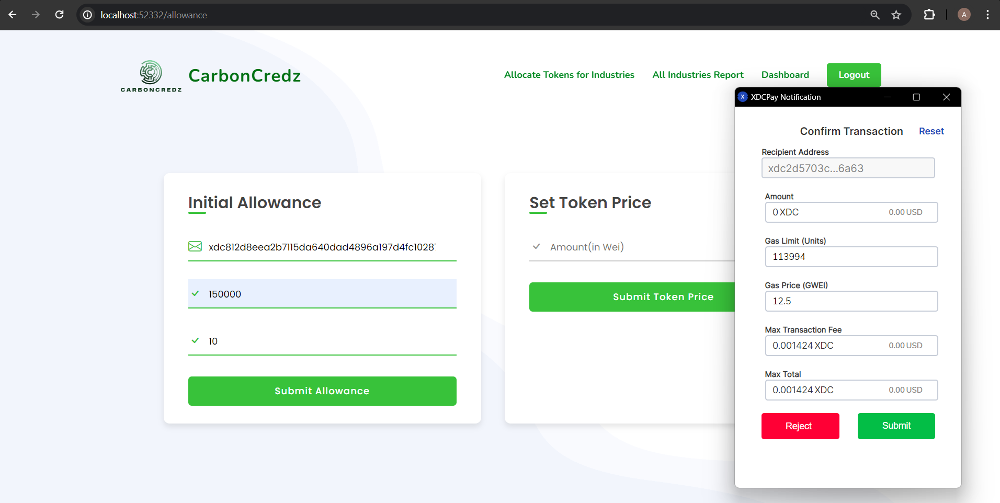 localhost:52332/allowance
A
CARBONCREDZ
CarbonCredz
Allocate Tokens for Industries
All Industries Report
Dashboard
Logout
Initial Allowance
xdc812d8eea2b7115da640dad4896a197d4fc1028
150000
10
Submit Allowance
Set Token Price
Amount(in Wei)
Submit Token Price
X XDCPay Notification
Confirm Transaction
Reset
Recipient Address
xdc2d5703c...6a63
Amount
0 XDC 0.00 USD
Gas Limit (Units)
113994
Gas Price (GWEI)
12.5
Max Transaction Fee
0.001424 XDC 0.00 USD
Max Total
0.001424 XDC 0.00 USD
Reject
Submit